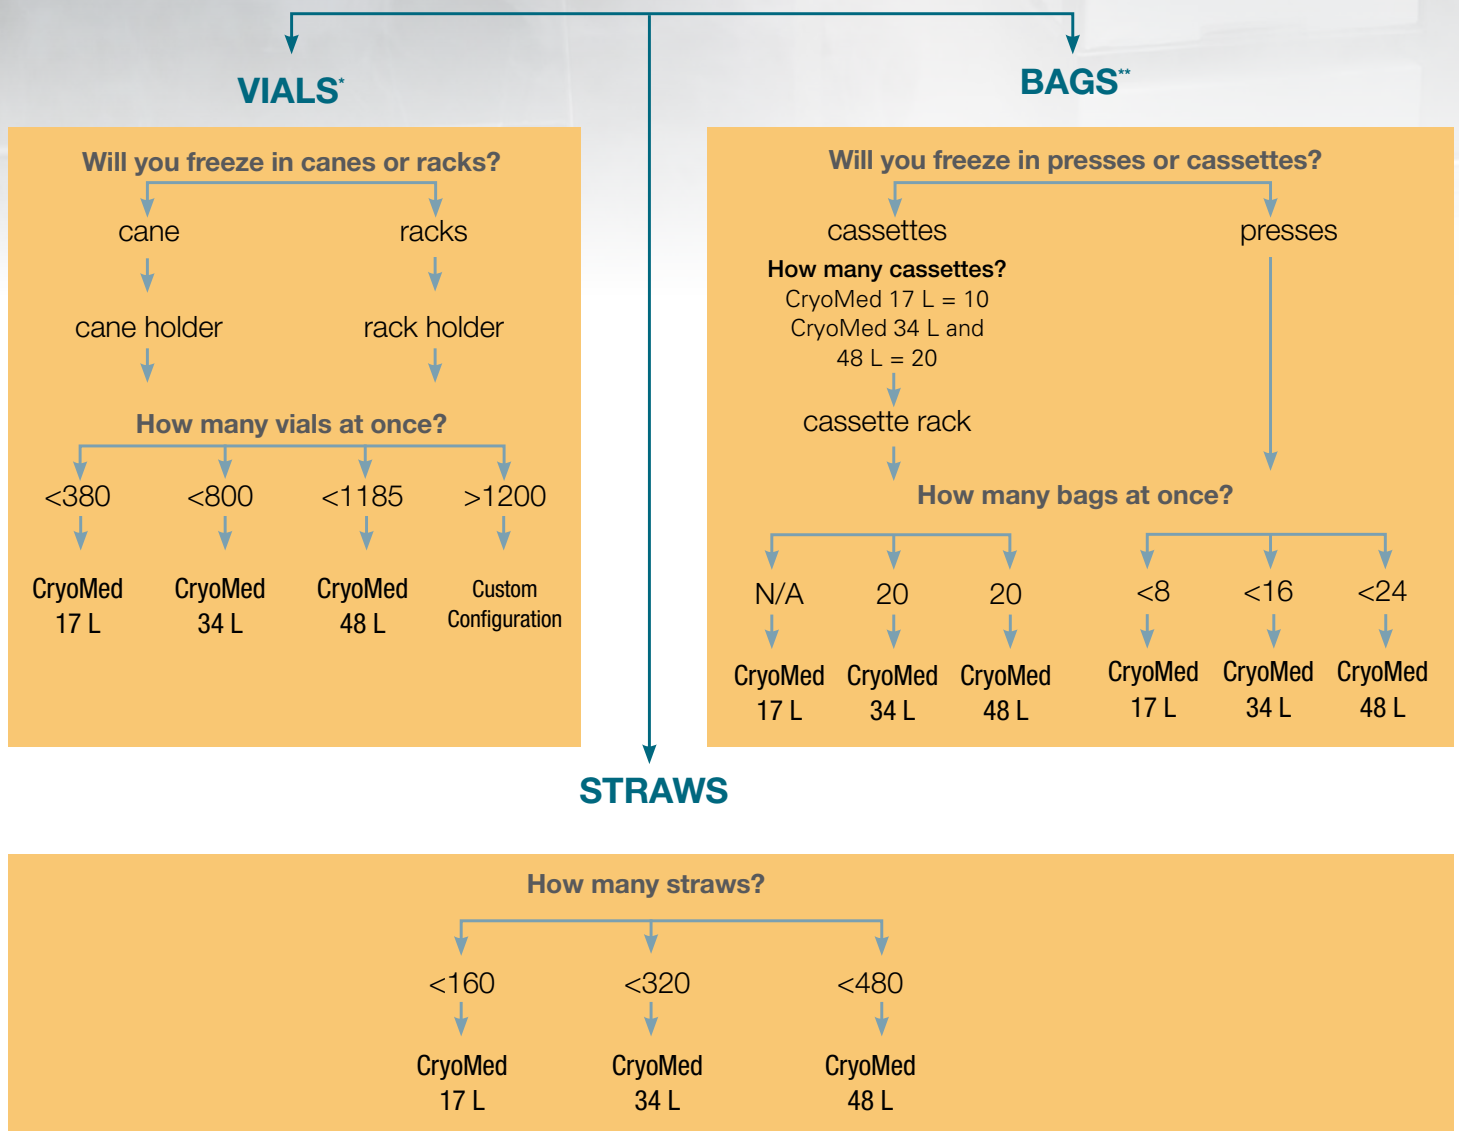 VIALS*
BAGS**
Will you freeze in canes or racks?
cane
racks
cane holder
rack holder
How many vials at once?
<380
<800
<1185
>1200
CryoMed
17 L
CryoMed
34 L
CryoMed
48 L
Custom
Configuration
Will you freeze in presses or cassettes?
cassettes
presses
How many cassettes?
CryoMed 17 L = 10
CryoMed 34 L and
48 L = 20
cassette rack
How many bags at once?
N/A
20
20
<8
<16
<24
CryoMed
17 L
CryoMed
34 L
CryoMed
48 L
CryoMed
17 L
CryoMed
34 L
CryoMed
48 L
STRAWS
How many straws?
<160
<320
<480
CryoMed
17 L
CryoMed
34 L
CryoMed
48 L